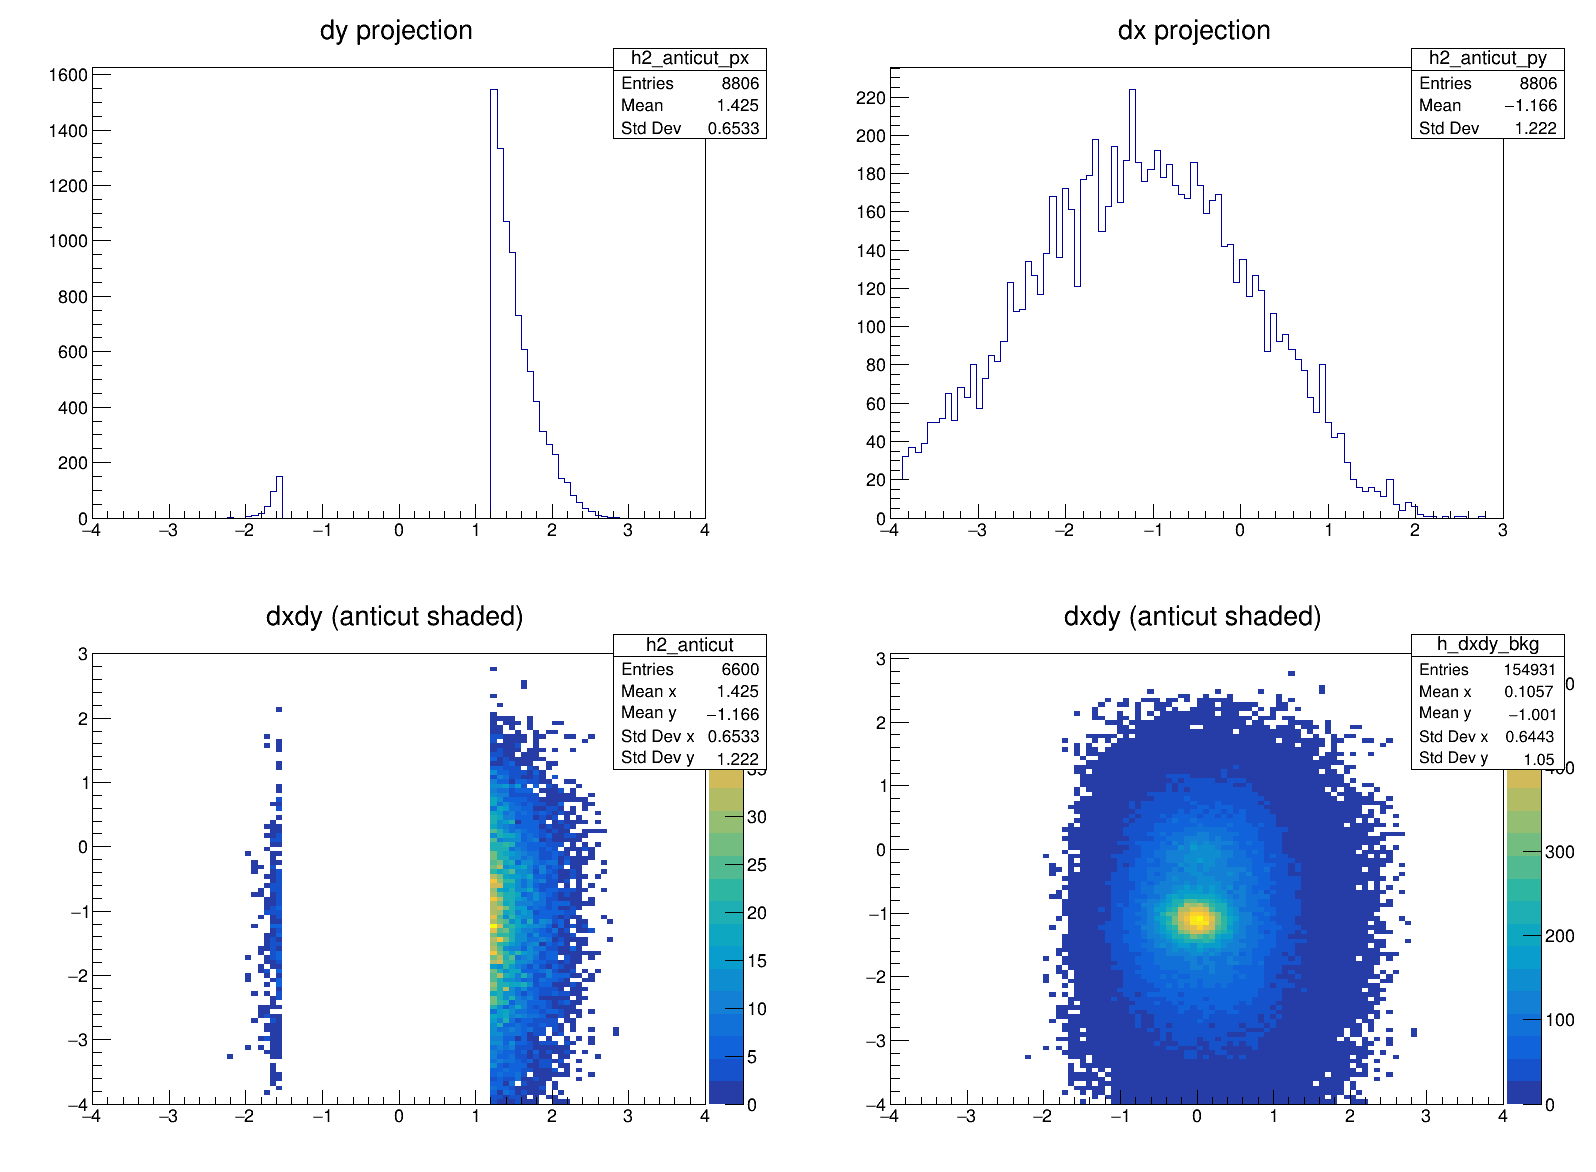 dy projection
h2_anticut_px
Entries 8806
Mean 1.425
Std Dev 0.6533
1600
1400
1200
1000
800
600
400
200
0
−4 −3 −2 −1 0 1 2 3 4
dx projection
h2_anticut_py
Entries 8806
Mean −1.166
Std Dev 1.222
220
200
180
160
140
120
100
80
60
40
20
0
−4 −3 −2 −1 0 1 2 3
dxdy (anticut shaded)
h2_anticut
Entries 6600
Mean x 1.425
Mean y −1.166
Std Dev x 0.6533
Std Dev y 1.222
3
2
1
0
−1
−2
−3
−4
−4 −3 −2 −1 0 1 2 3 4
35
30
25
20
15
10
5
0
dxdy (anticut shaded)
h_dxdy_bkg
Entries 154931
Mean x 0.1057
Mean y −1.001
Std Dev x 0.6443
Std Dev y 1.05
3
2
1
0
−1
−2
−3
−4
−4 −3 −2 −1 0 1 2 3 4
300
200
100
0